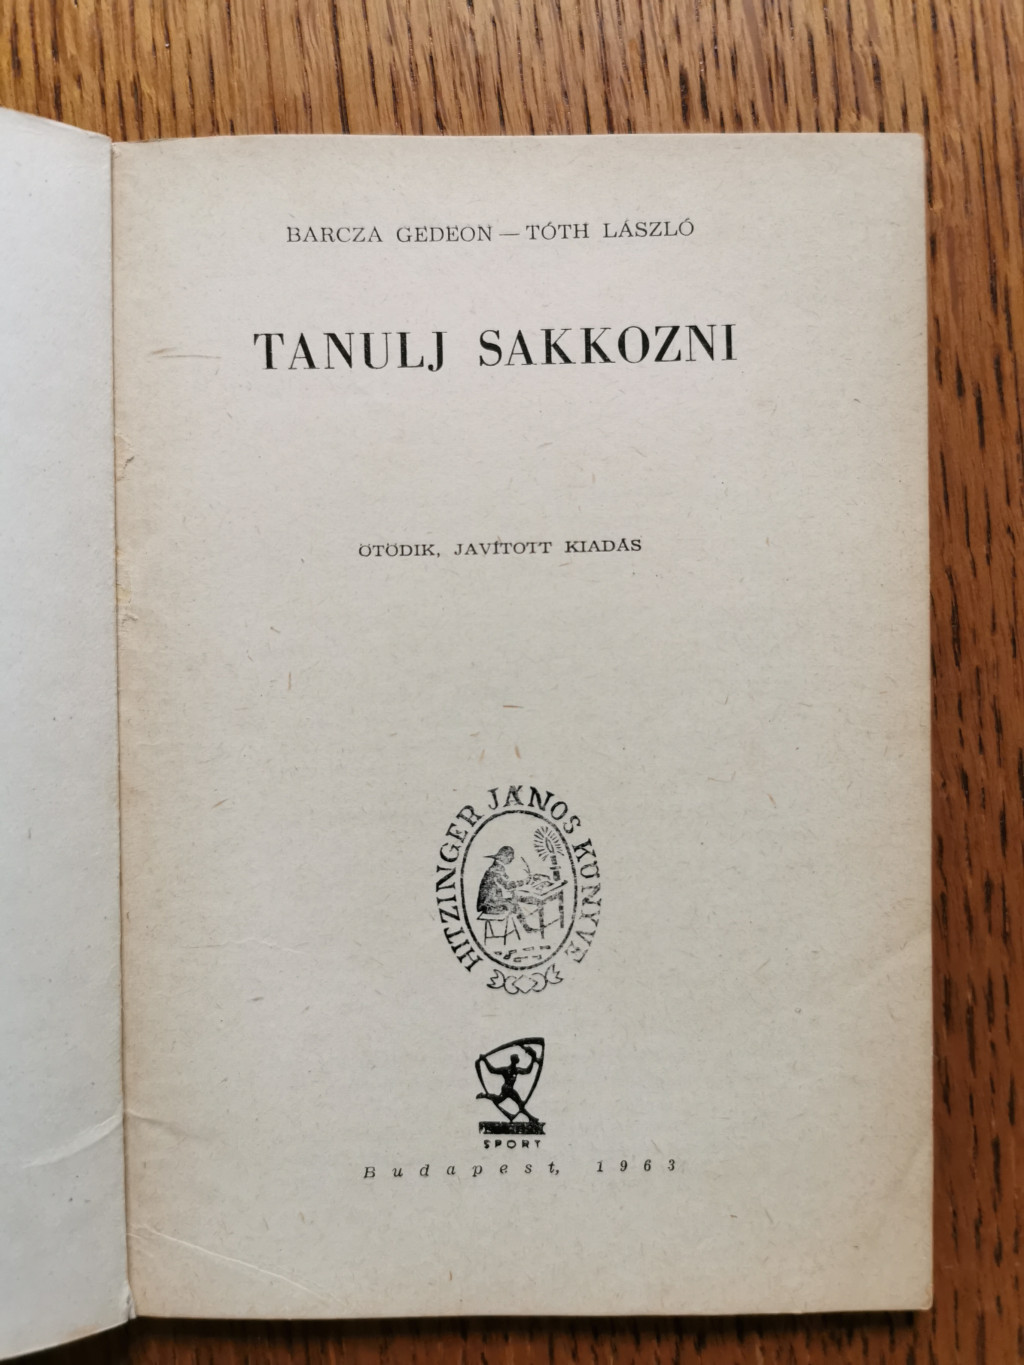 BARCZA GEDEON — TÓTH LÁSZLÓ
TANULJ SAKKOZNI
ÖTÖDIK, JAVÍTOTT KIADÁS
HITZINGER JÁNOS KÖNYVE
SPORT
Budapest, 1963